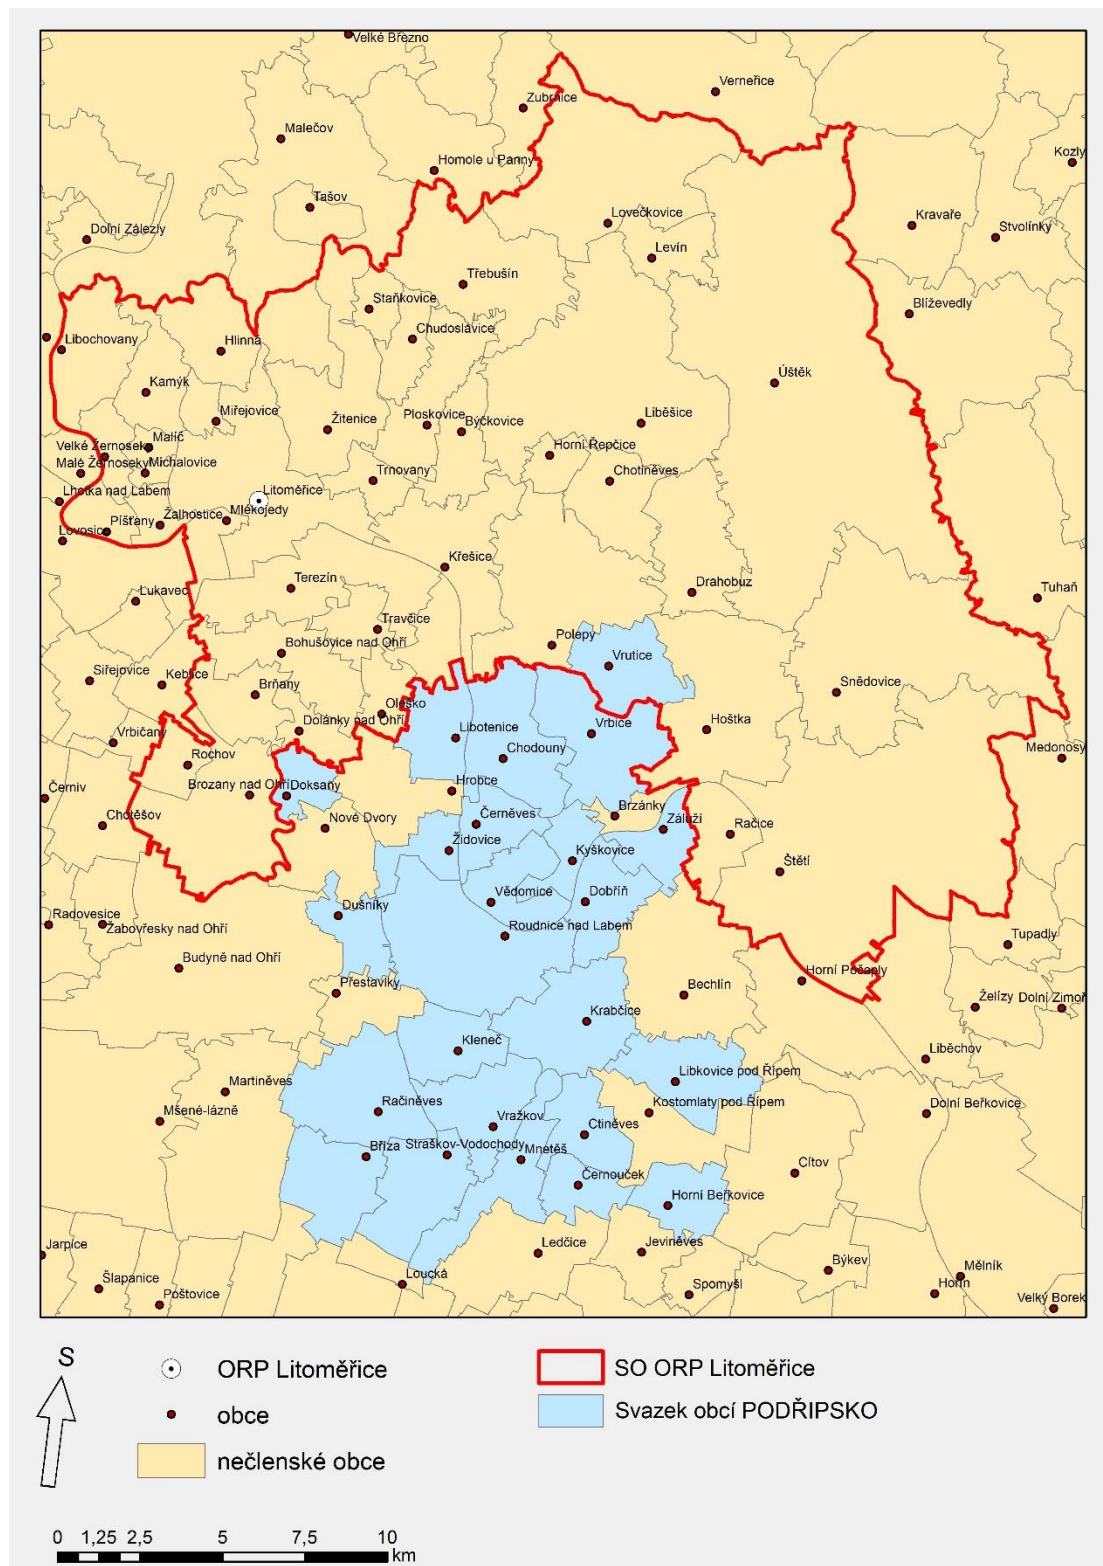 Velké Březno
Verneřice
Zubrnice
Malečov
Kozly
Homole u Panny
Tašov
Lovečkovice
Kravaře
Stvolínky
Dolní Zálezly
Levín
Třebušín
Staňkovice
Blíževedly
Chudoslavice
Libochovany
Hlinná
Úštěk
Kamýk
Miřejovice
Žitenice
Ploskovice
Býčkovice
Liběšice
Malíč
Velké Žernoseky
Horní Řepčice
Malé Žernoseky
Michalovice
Trnovany
Chotiněves
Lhotka nad Labem
Litoměřice
Píšťany
Žalhostice
Mlékojedy
Lovosice
Křešice
Terezín
Drahobuz
Tuhaň
Lukavec
Travčice
Bohušovice nad Ohří
Polepy
Vrutice
Siřejovice
Keblice
Brňany
Snědovice
Oleško
Vrbičany
Dolánky nad Ohří
Libotenice
Vrbice
Hoštka
Chodouny
Medonosy
Rochov
Hrobce
Černiv
Brozany nad Ohří
Doksany
Brzánky
Chotěšov
Nové Dvory
Černěves
Záluží
Račice
Židovice
Kyškovice
Štětí
Vědomice
Dobříň
Dušníky
Radovesice
Žabovřesky nad Ohří
Roudnice nad Labem
Tupadly
Budyně nad Ohří
Horní Počaply
Přestavlky
Bechlín
Želízy
Dolní Zimoř
Krabčice
Kleneč
Liběchov
Libkovice pod Řípem
Martiněves
Račiněves
Kostomlaty pod Řípem
Dolní Beřkovice
Mšené-lázně
Vražkov
Ctiněves
Bříza
Straškov-Vodochody
Mnetěš
Cítov
Černouček
Horní Beřkovice
Jarpice
Ledčice
Jeviněves
Býkev
Mělník
Šlapanice
Loucká
Spomyšl
Hořín
Poštovice
Velký Borek
S
ORP Litoměřice
SO ORP Litoměřice
obce
Svazek obcí PODŘIPSKO
nečlenské obce
0 1,25 2,5 5 7,5 10
km